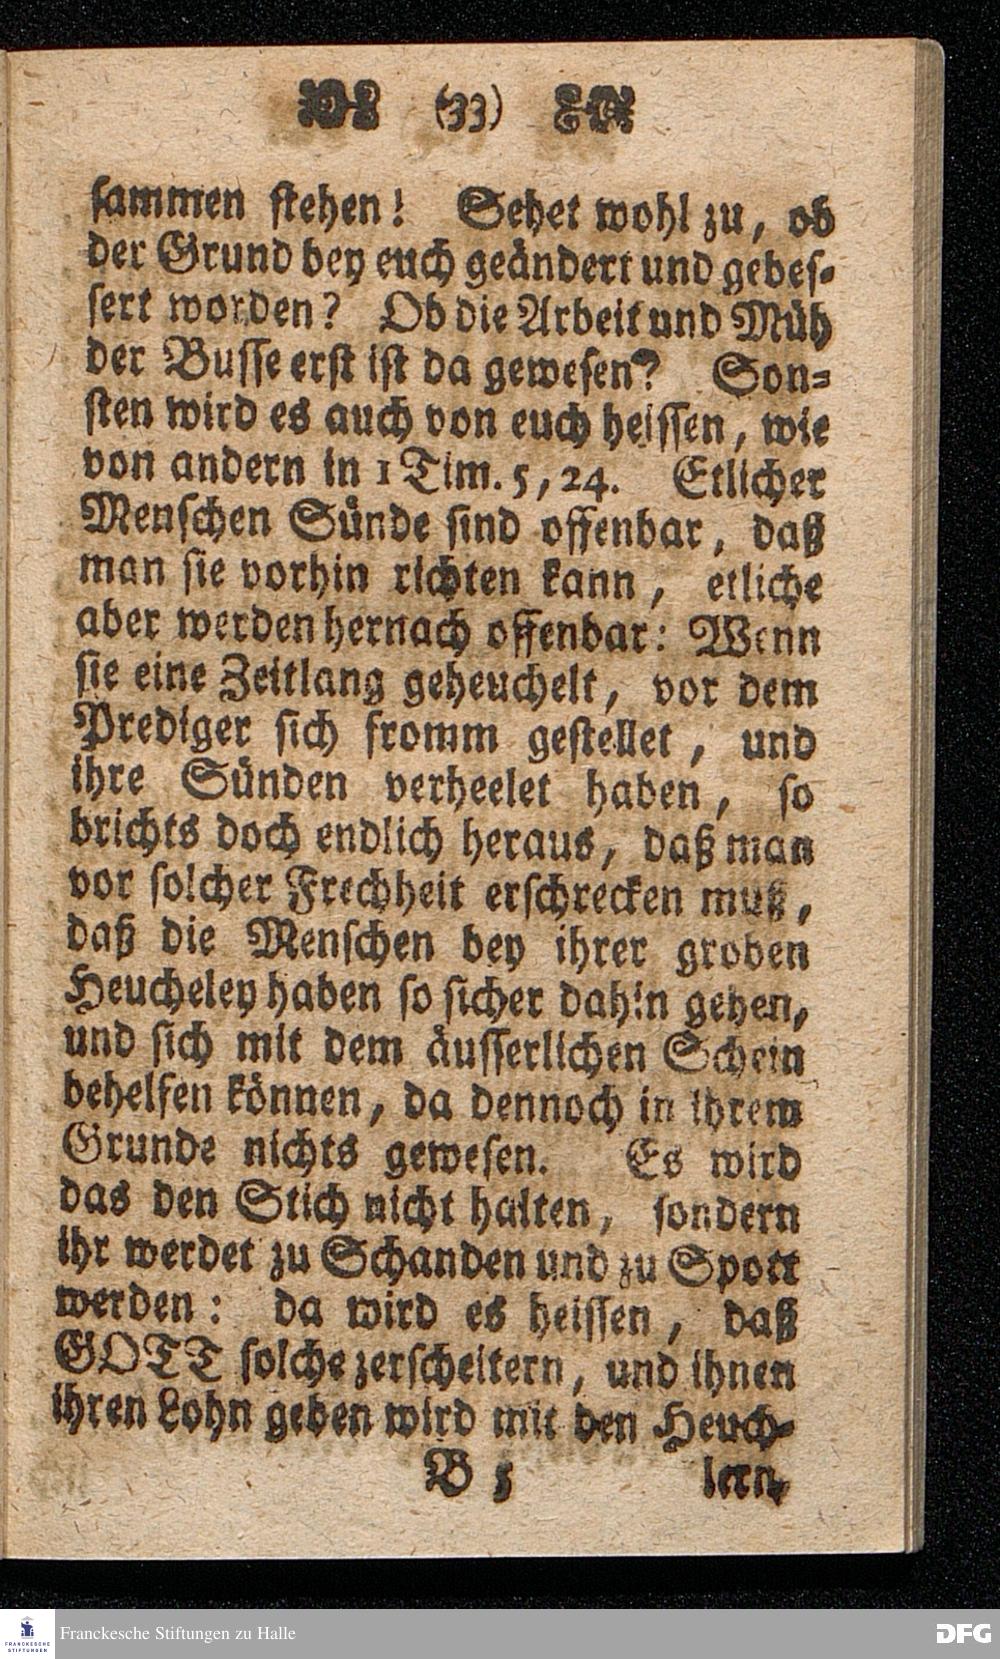 (33)
sammen stehen! Sehet wohl zu, ob
der Grund bey euch geändert und gebes-
sert worden? Ob die Arbeit und Müh
der Busse erst ist da gewesen? Son-
sten wird es auch von euch heissen, wie
von andern in 1 Tim. 5, 24. Etlicher
Menschen Sünde sind offenbar, daß
man sie vorhin richten kann, etliche
aber werden hernach offenbar: Wenn
sie eine Zeitlang geheuchelt, vor dem
Prediger sich fromm gestellet, und
ihre Sünden verheelet haben, so
brichts doch endlich heraus, daß man
vor solcher Frechheit erschrecken muß,
daß die Menschen bey ihrer groben
Heucheley haben so sicher dahin gehen,
und sich mit dem äusserlichen Schein
behelfen können, da dennoch in ihrem
Grunde nichts gewesen. Es wird
das den Stich nicht halten, sondern
ihr werdet zu Schanden und zu Spott
werden: da wird es heissen, daß
GOTT solche zerscheitern, und ihnen
ihren Lohn geben wird mit den Heuch-
B 5 lern,
FRANCKESCHE
STIFTUNGEN
Franckesche Stiftungen zu Halle
DFG